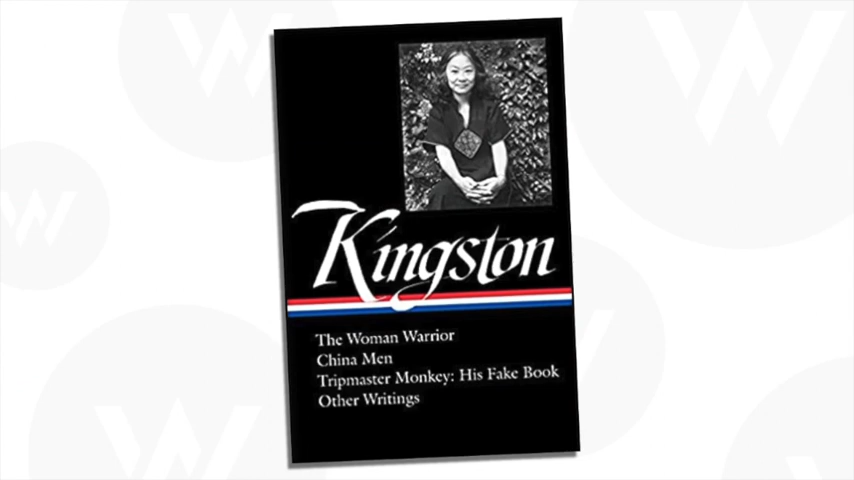 Kingston
The Woman Warrior
China Men
Tripmaster Monkey: His Fake Book
Other Writings